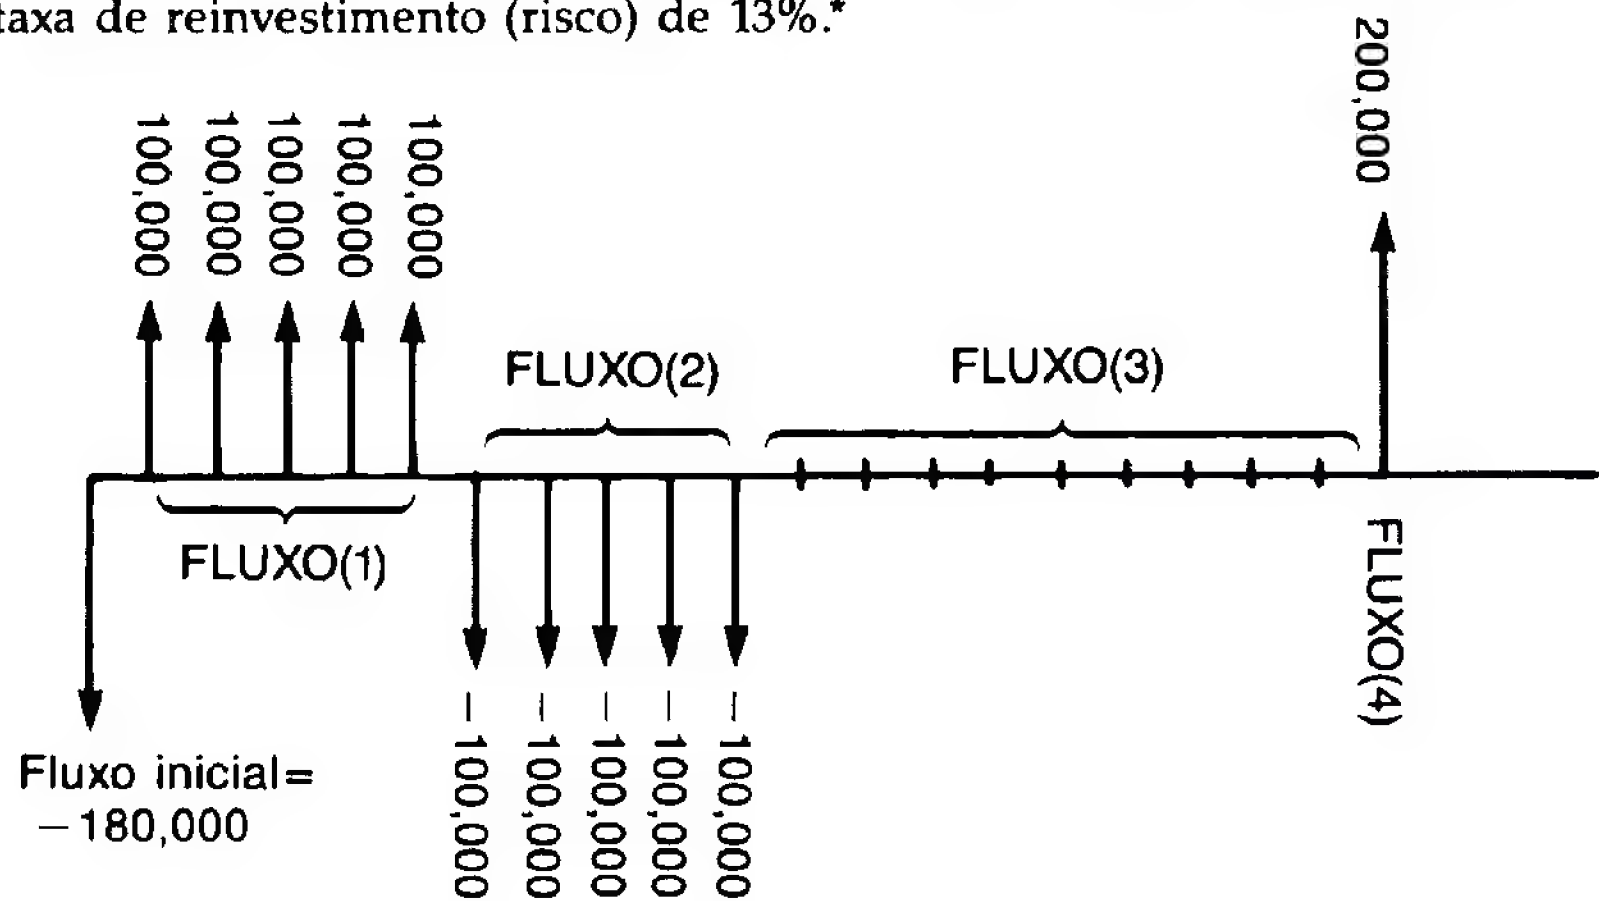 taxa de reinvestimento (risco) de 13%.*
200,000
100,000
100,000
100,000
100,000
100,000
FLUXO(2)
FLUXO(3)
FLUXO(1)
FLUXO(4)
Fluxo inicial=
–180,000
–100,000
–100,000
–100,000
–100,000
–100,000